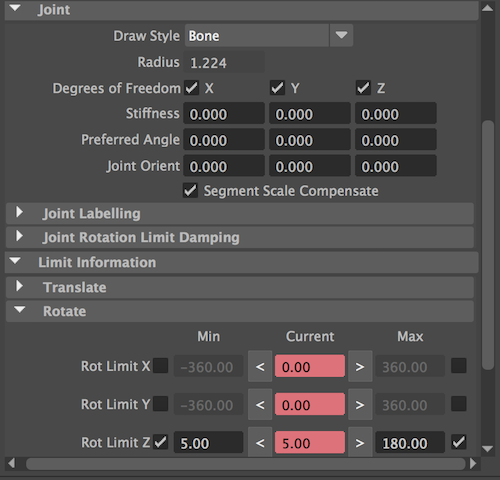 Joint
Draw Style Bone
Radius 1.224
Degrees of Freedom X Y Z
Stiffness 0.000 0.000 0.000
Preferred Angle 0.000 0.000 0.000
Joint Orient 0.000 0.000 0.000
Segment Scale Compensate
Joint Labelling
Joint Rotation Limit Damping
Limit Information
Translate
Rotate
Min Current Max
Rot Limit X -360.00 < 0.00 > 360.00
Rot Limit Y -360.00 < 0.00 > 360.00
Rot Limit Z 5.00 < 5.00 > 180.00